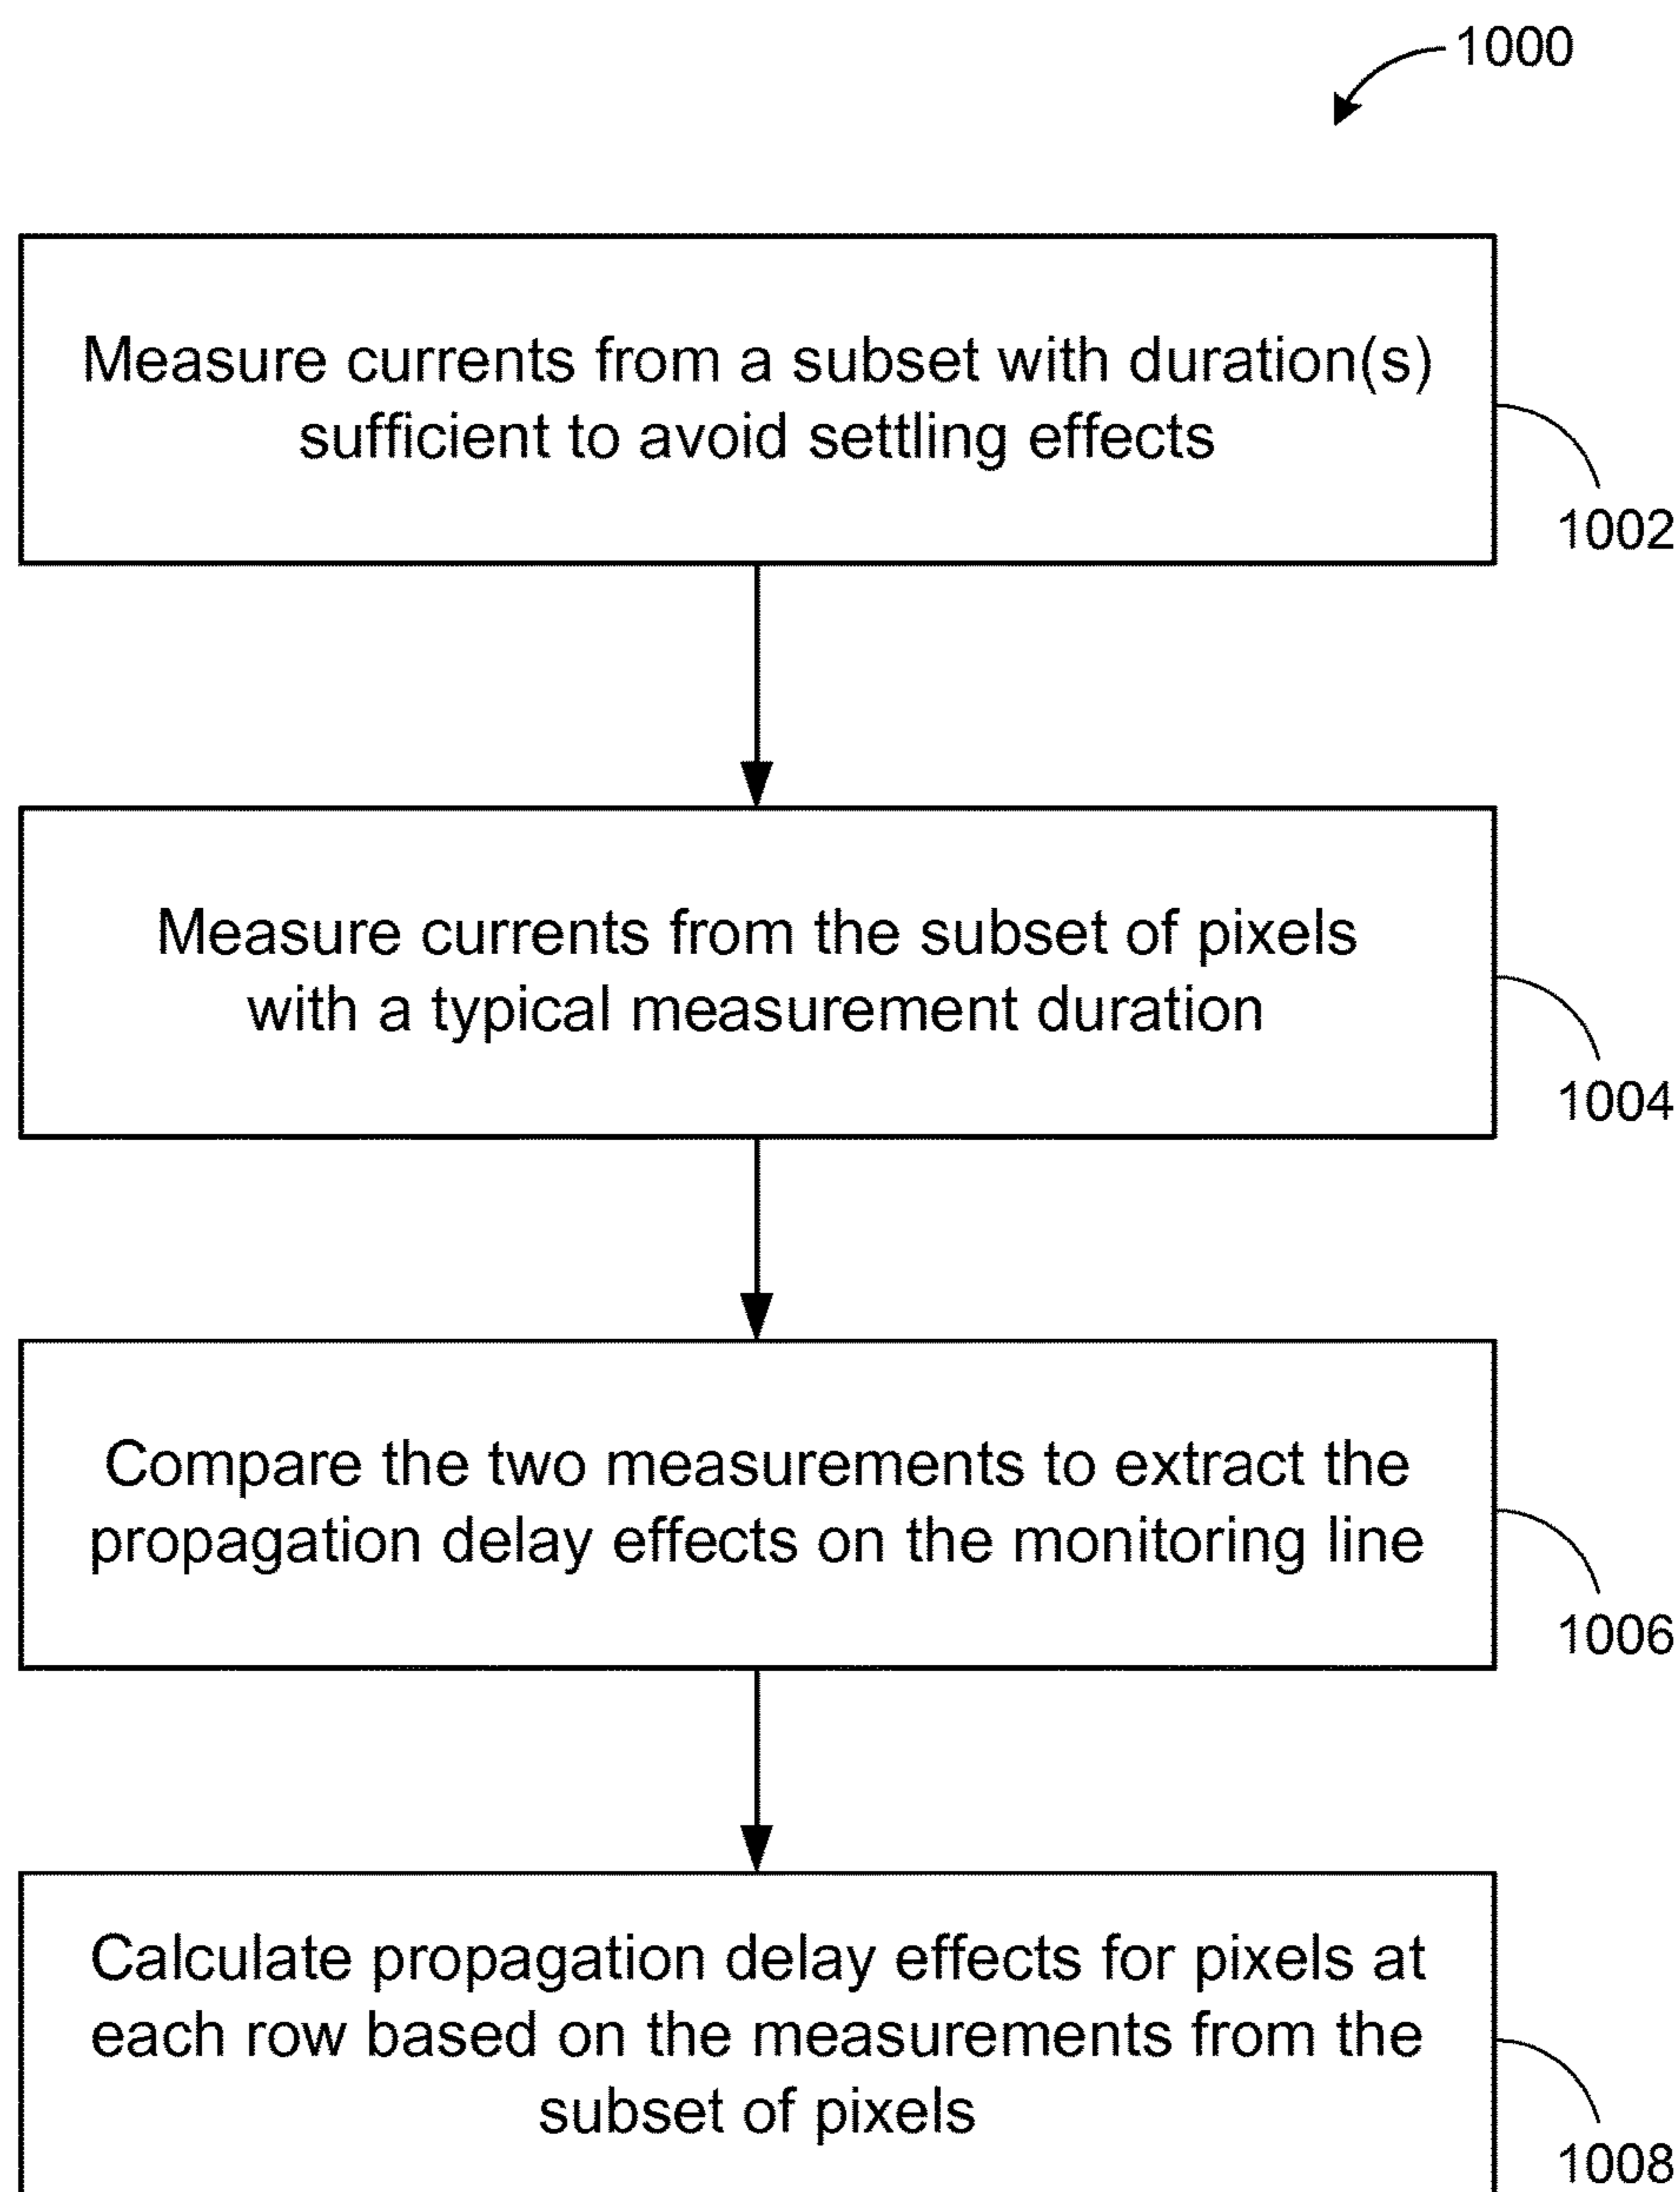 1000
Measure currents from a subset with duration(s)
sufficient to avoid settling effects
1002
Measure currents from the subset of pixels
with a typical measurement duration
1004
Compare the two measurements to extract the
propagation delay effects on the monitoring line
1006
Calculate propagation delay effects for pixels at
each row based on the measurements from the
subset of pixels
1008